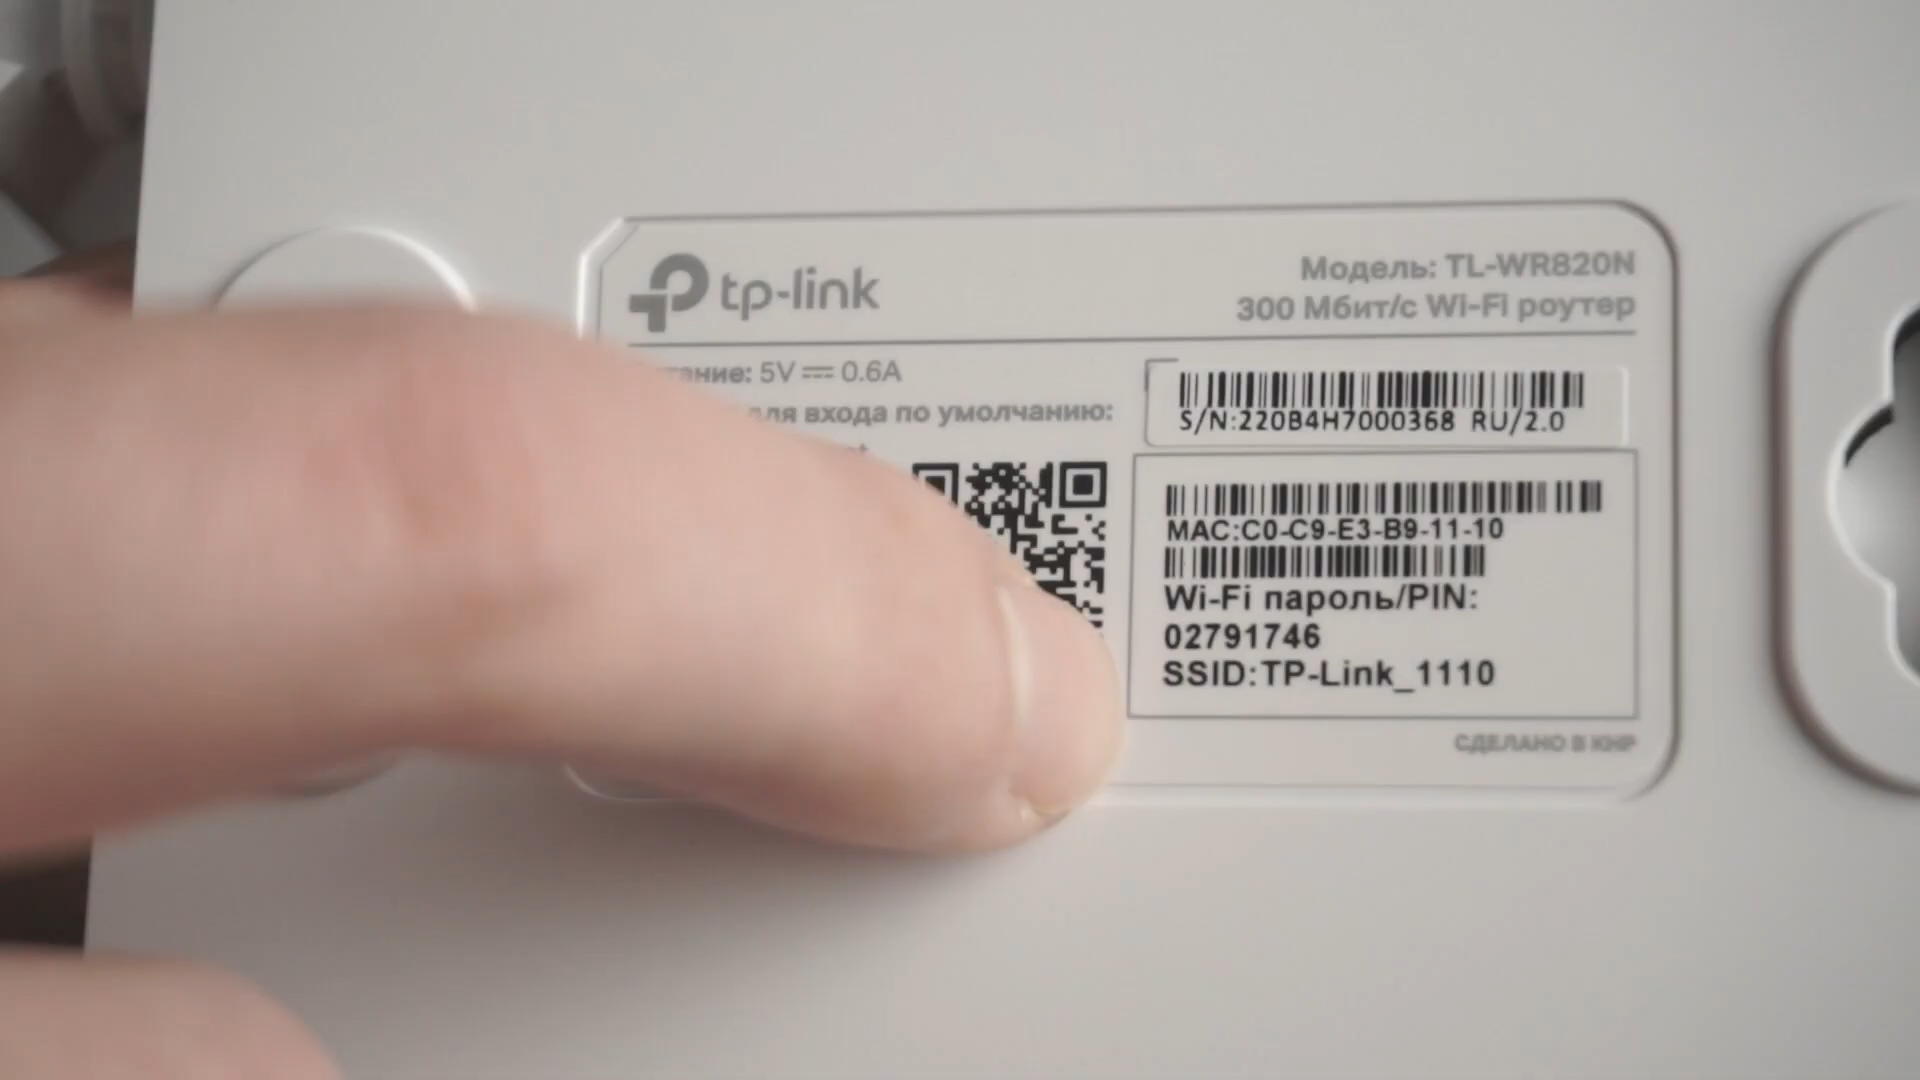 tp-link
Модель: TL-WR820N
300 Мбит/с Wi-Fi роутер
5V ⎓ 0.6A
для входа по умолчанию:
S/N:220B4H7000368 RU/2.0
MAC:C0-C9-E3-B9-11-10
Wi-Fi пароль/PIN:
02791746
SSID:TP-Link_1110
СДЕЛАНО В КНР